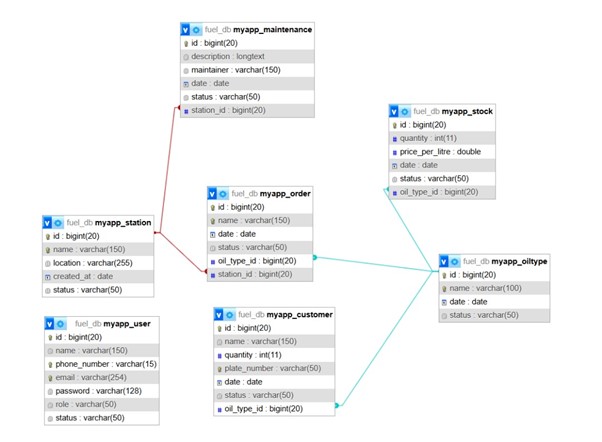 fuel_db myapp_maintenance
id : bigint(20)
description : longtext
maintainer : varchar(150)
date : date
status : varchar(50)
station_id : bigint(20)
fuel_db myapp_stock
id : bigint(20)
quantity : int(11)
price_per_litre : double
date : date
status : varchar(50)
oil_type_id : bigint(20)
fuel_db myapp_order
id : bigint(20)
name : varchar(150)
date : date
status : varchar(50)
oil_type_id : bigint(20)
station_id : bigint(20)
fuel_db myapp_station
id : bigint(20)
name : varchar(150)
location : varchar(255)
created_at : date
status : varchar(50)
fuel_db myapp_oiltype
id : bigint(20)
name : varchar(100)
date : date
status : varchar(50)
fuel_db myapp_user
id : bigint(20)
name : varchar(150)
phone_number : varchar(15)
email : varchar(254)
password : varchar(128)
role : varchar(50)
status : varchar(50)
fuel_db myapp_customer
id : bigint(20)
name : varchar(150)
quantity : int(11)
plate_number : varchar(50)
date : date
status : varchar(50)
oil_type_id : bigint(20)